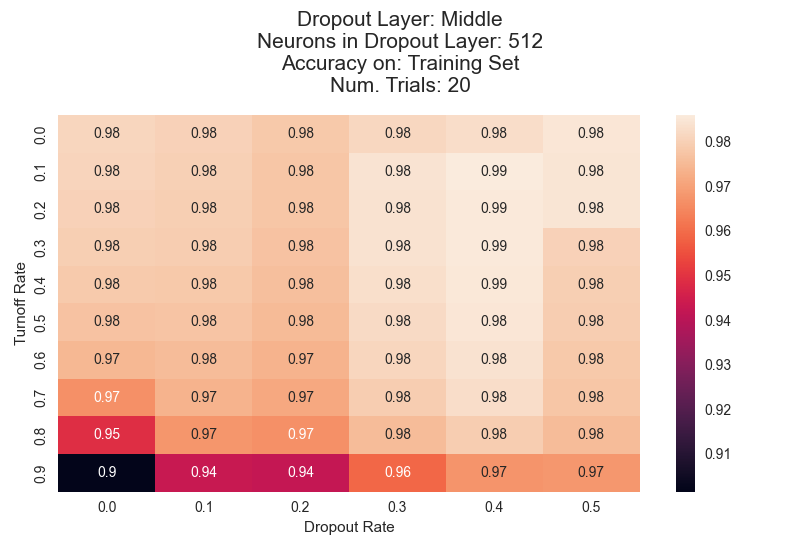 Dropout Layer: Middle
Neurons in Dropout Layer: 512
Accuracy on: Training Set
Num. Trials: 20
0.0 0.98 0.98 0.98 0.98 0.98 0.98
0.1 0.98 0.98 0.98 0.98 0.99 0.98
0.2 0.98 0.98 0.98 0.98 0.99 0.98
0.3 0.98 0.98 0.98 0.98 0.99 0.98
0.4 0.98 0.98 0.98 0.98 0.99 0.98
0.5 0.98 0.98 0.98 0.98 0.99 0.98
0.6 0.97 0.98 0.97 0.98 0.98 0.98
0.7 0.97 0.97 0.97 0.98 0.98 0.98
0.8 0.95 0.97 0.97 0.98 0.98 0.98
0.9 0.9 0.94 0.94 0.96 0.97 0.97
0.0 0.1 0.2 0.3 0.4 0.5
Dropout Rate
Turnoff Rate
0.98
0.97
0.96
0.95
0.94
0.93
0.92
0.91